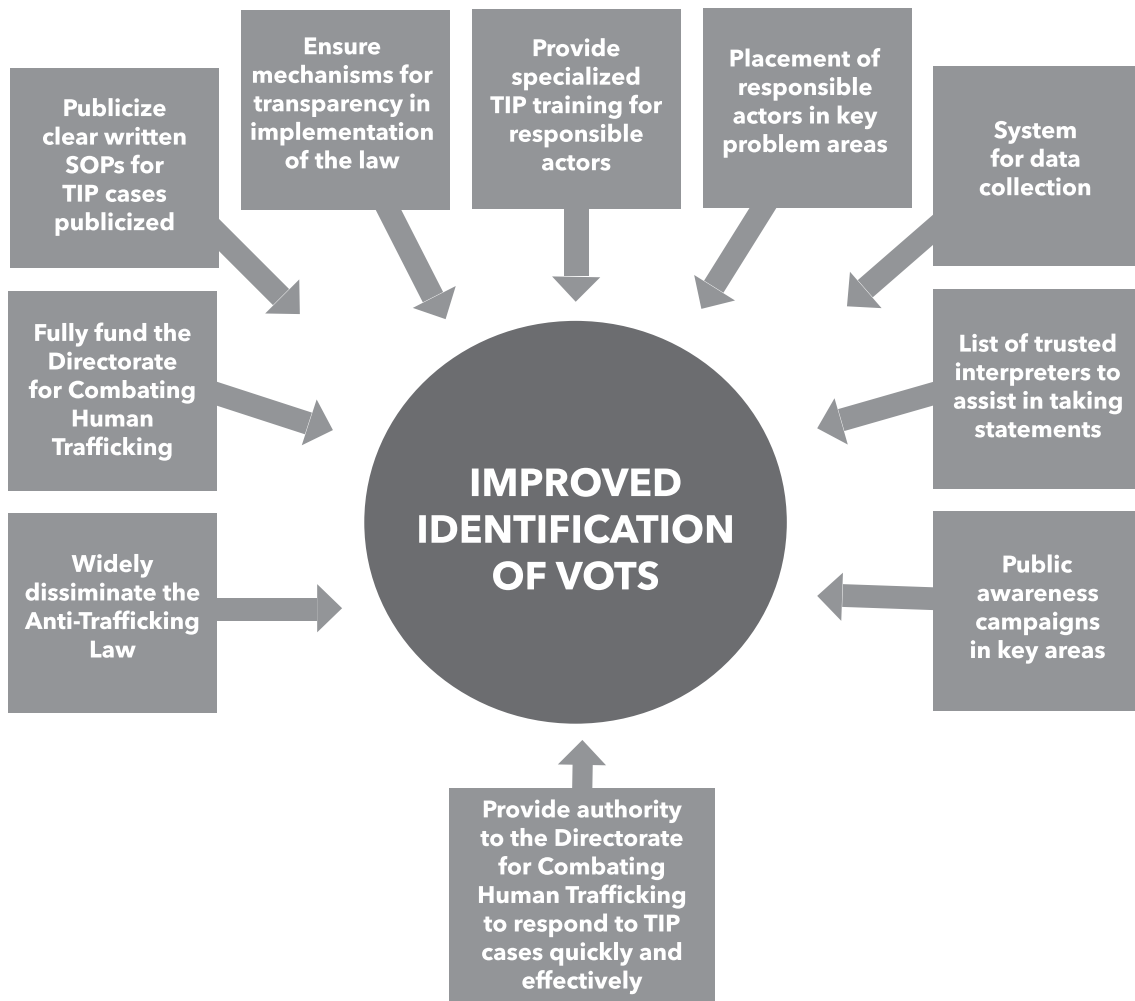 Ensure
mechanisms for
transparency in
implementation
of the law
Provide
specialized
TIP training for
responsible
actors
Placement of
responsible
actors in key
problem areas
Publicize
clear written
SOPs for
TIP cases
publicized
System
for data
collection
Fully fund the
Directorate
for Combating
Human
Trafficking
List of trusted
interpreters to
assist in taking
statements
IMPROVED
IDENTIFICATION
OF VOTS
Widely
dissiminate the
Anti-Trafficking
Law
Public
awareness
campaigns
in key areas
Provide authority
to the Directorate
for Combating
Human Trafficking
to respond to TIP
cases quickly and
effectively